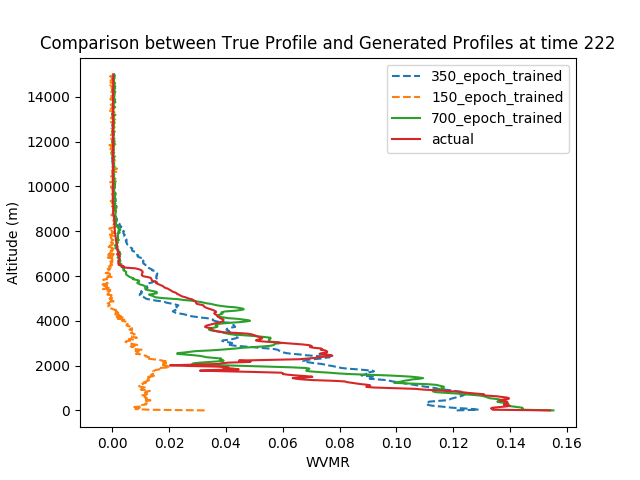 Comparison between True Profile and Generated Profiles at time 222
350_epoch_trained
150_epoch_trained
700_epoch_trained
actual
Altitude (m)
14000
12000
10000
8000
6000
4000
2000
0
0.00 0.02 0.04 0.06 0.08 0.10 0.12 0.14 0.16
WVMR